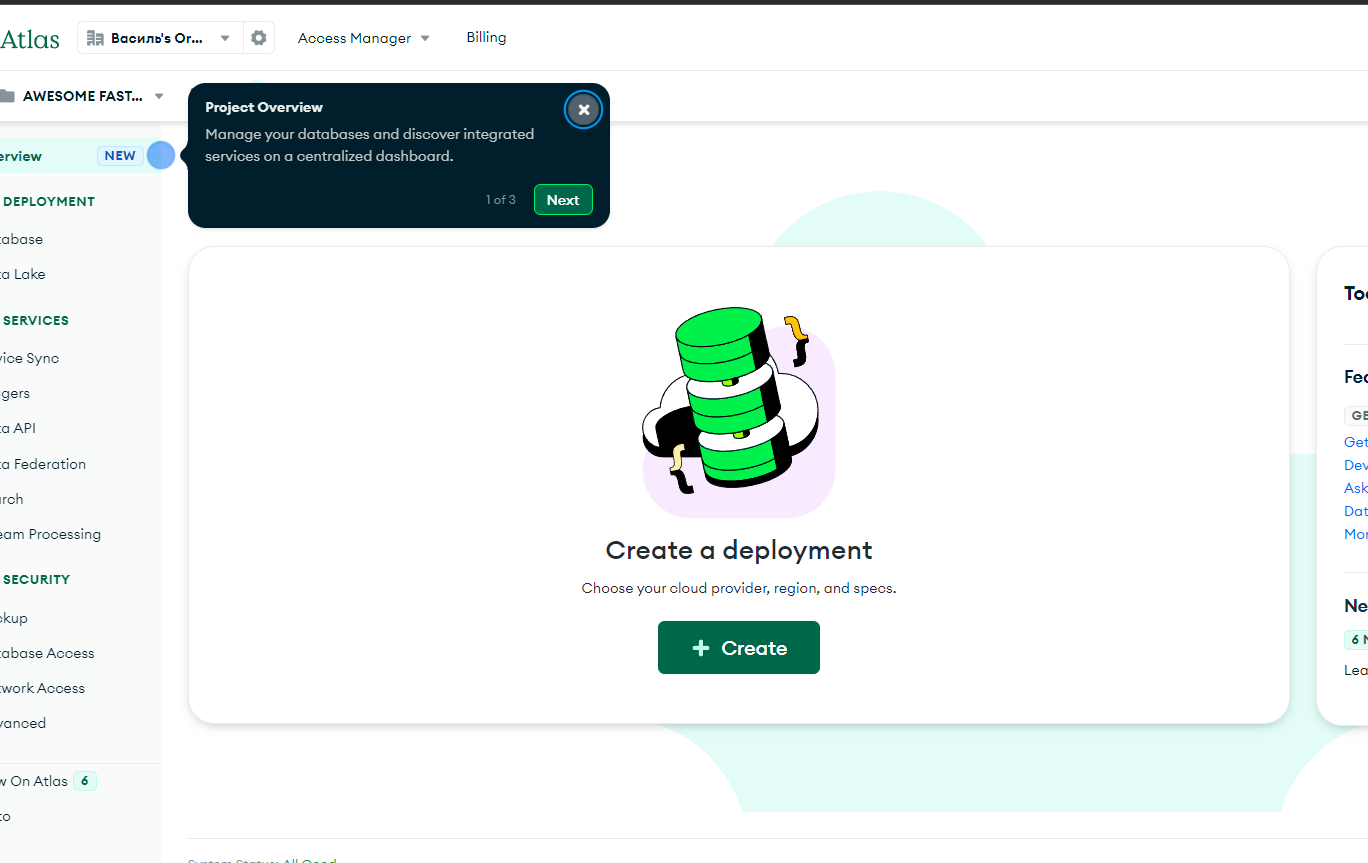 Atlas
Василь's Or...
Access Manager
Billing
AWESOME FAST...
Project Overview
Manage your databases and discover integrated
services on a centralized dashboard.
1 of 3
Next
erview
NEW
DEPLOYMENT
tabase
ta Lake
SERVICES
vice Sync
gers
ta API
ta Federation
arch
eam Processing
SECURITY
ckup
tabase Access
twork Access
vanced
w On Atlas 6
to
Create a deployment
Choose your cloud provider, region, and specs.
+ Create
Too
Fea
GE
Get
Dev
Ask
Dat
Mor
Ne
6 N
Lea
System Status: All Good